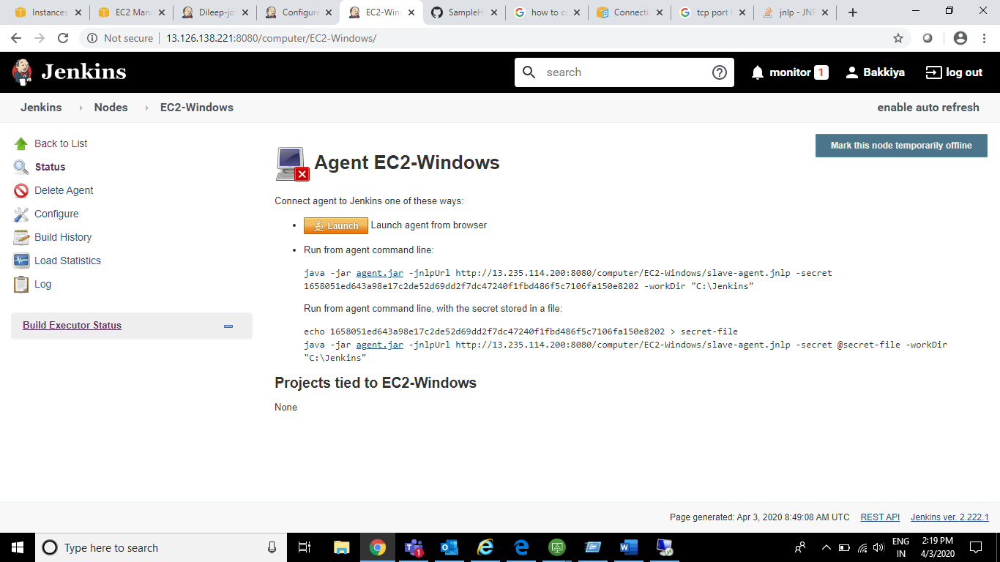 Instances
EC2 Mana
Dileep-jo
Configure
EC2-Wind
SampleH
how to co
Connecti
tcp port f
jnlp - JNF
Not secure
13.126.138.221:8080/computer/EC2-Windows/
Jenkins
search
monitor 1
Bakkiya
log out
Jenkins
Nodes
EC2-Windows
enable auto refresh
Back to List
Status
Delete Agent
Configure
Build History
Load Statistics
Log
Build Executor Status
Mark this node temporarily offline
Agent EC2-Windows
Connect agent to Jenkins one of these ways:
Launch Launch agent from browser
Run from agent command line:
java -jar agent.jar -jnlpUrl http://13.235.114.200:8080/computer/EC2-Windows/slave-agent.jnlp -secret
1658051ed643a98e17c2de52d69dd2f7dc47240f1fbd486f5c7106fa150e8202 -workDir "C:\Jenkins"
Run from agent command line, with the secret stored in a file:
echo 1658051ed643a98e17c2de52d69dd2f7dc47240f1fbd486f5c7106fa150e8202 > secret-file
java -jar agent.jar -jnlpUrl http://13.235.114.200:8080/computer/EC2-Windows/slave-agent.jnlp -secret @secret-file -workDir
"C:\Jenkins"
Projects tied to EC2-Windows
None
Page generated: Apr 3, 2020 8:49:08 AM UTC
REST API
Jenkins ver. 2.222.1
Type here to search
1
ENG
IN
2:19 PM
4/3/2020